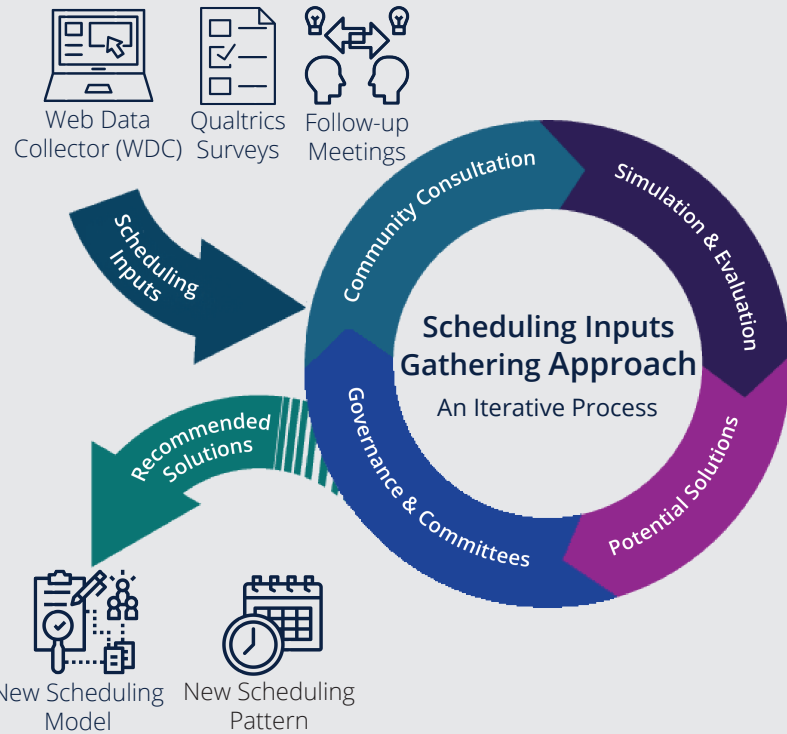 Web Data
Collector (WDC)
Qualtrics
Surveys
Follow-up
Meetings
Scheduling
Inputs
Community Consultation
Simulation & Evaluation
Potential Solutions
Governance & Committees
Scheduling Inputs
Gathering Approach
An Iterative Process
Recommended
Solutions
New Scheduling
Model
New Scheduling
Pattern